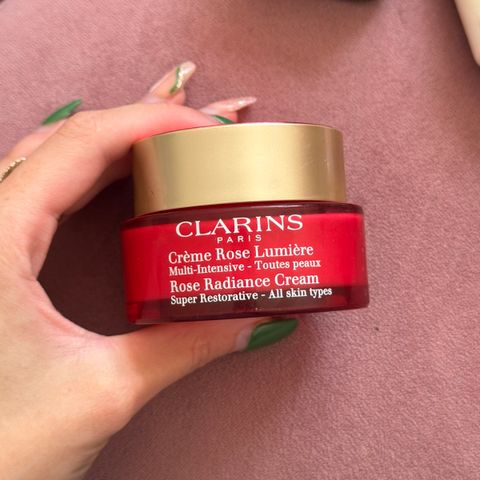 CLARINS
PARIS
Crème Rose Lumière
Multi-Intensive - Toutes peaux
Rose Radiance Cream
Super Restorative - All skin types